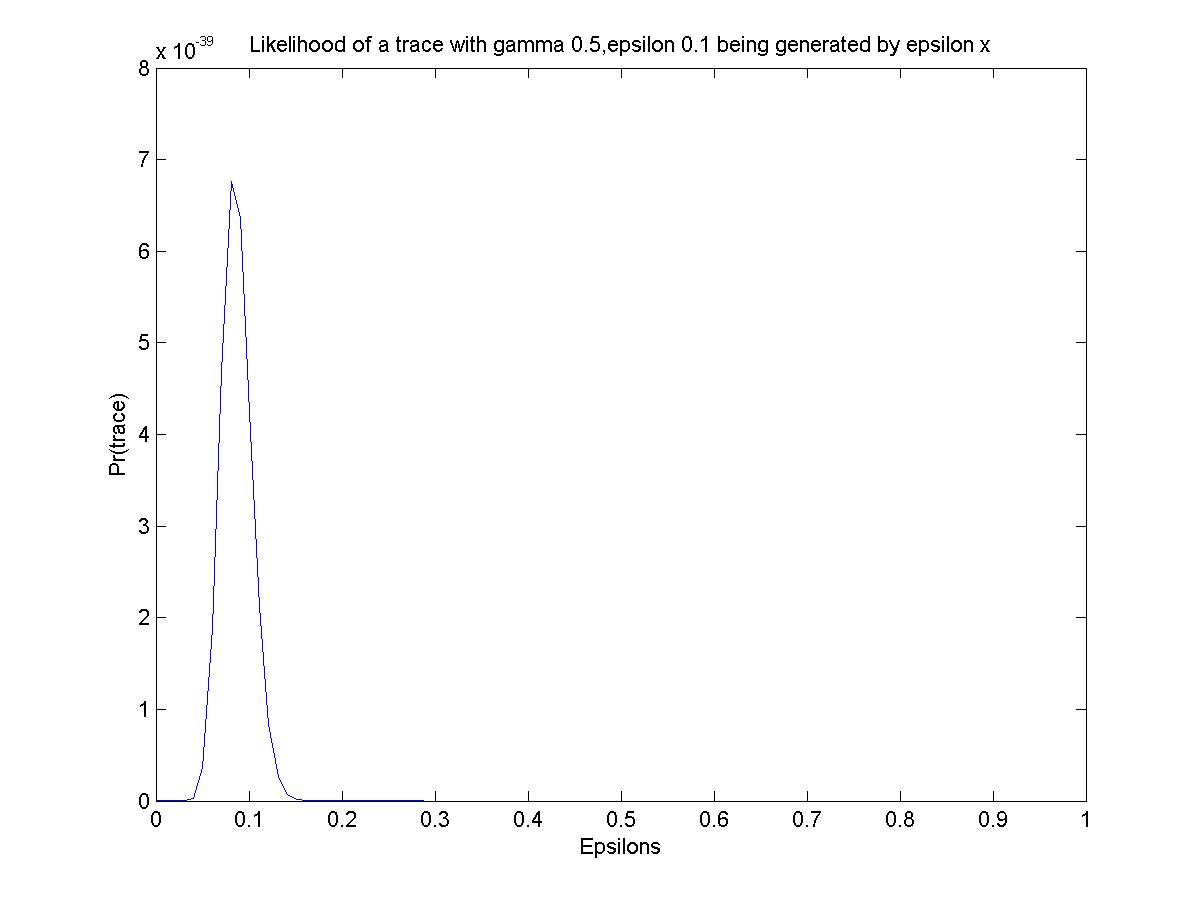 x 10-39
Likelihood of a trace with gamma 0.5,epsilon 0.1 being generated by epsilon x
8
7
6
5
4
3
2
1
0
Pr(trace)
0 0.1 0.2 0.3 0.4 0.5 0.6 0.7 0.8 0.9 1
Epsilons